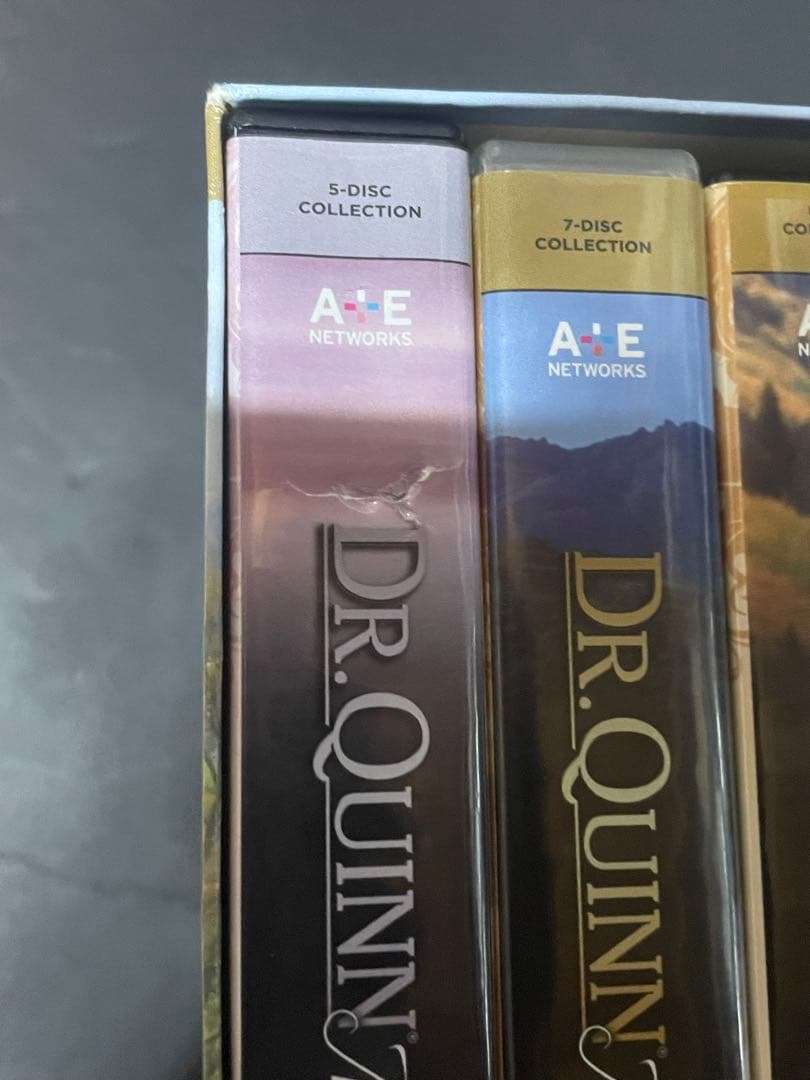 5-DISC
COLLECTION
A+E
NETWORKS
DR. QUINN
7-DISC
COLLECTION
A+E
NETWORKS
DR. QUINN